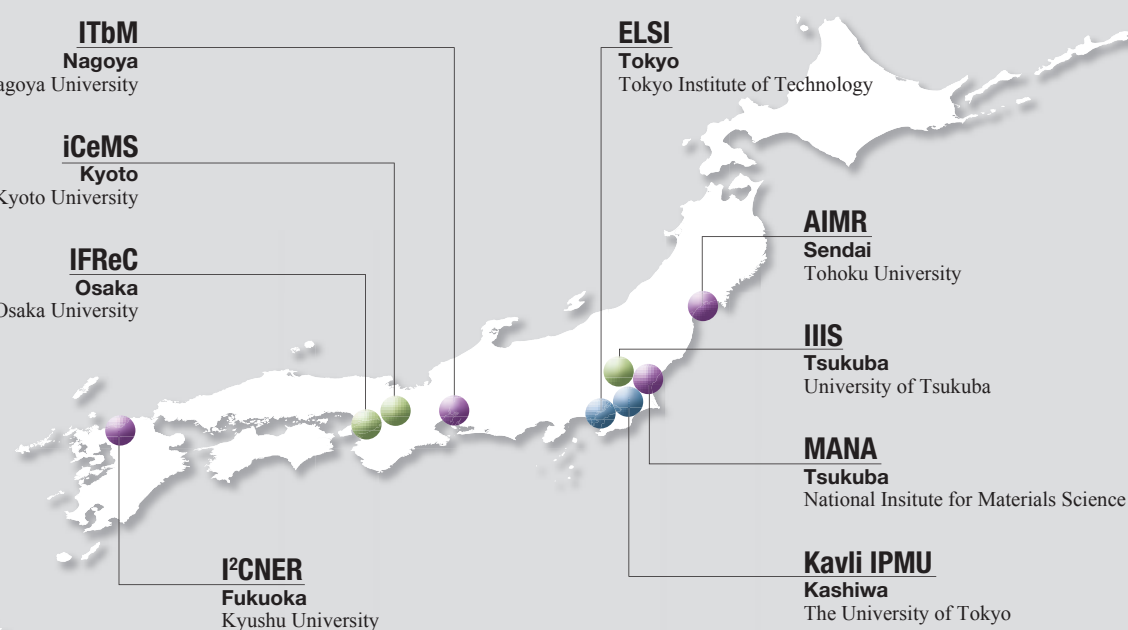 ITbM
Nagoya
agoya University
iCeMS
Kyoto
Kyoto University
IFReC
Osaka
Osaka University
I²CNER
Fukuoka
Kyushu University
ELSI
Tokyo
Tokyo Institute of Technology
AIMR
Sendai
Tohoku University
IIIS
Tsukuba
University of Tsukuba
MANA
Tsukuba
National Insitute for Materials Science
Kavli IPMU
Kashiwa
The University of Tokyo